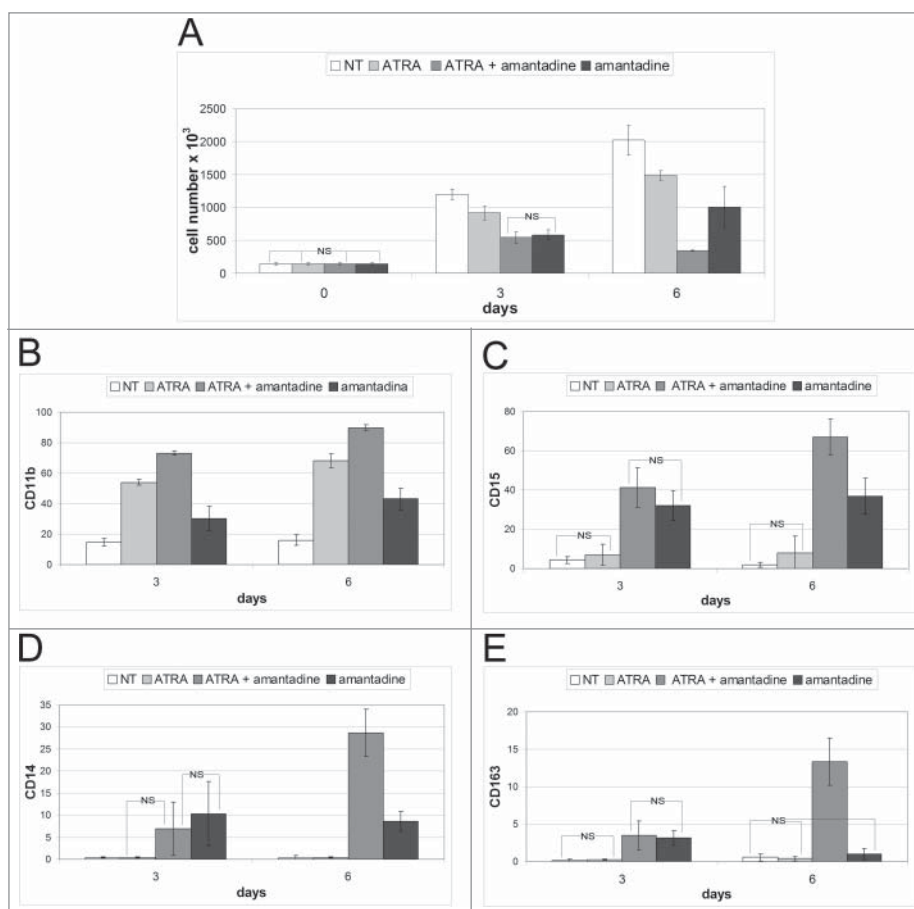 A
NT ATRA ATRA + amantadine amantadine
cell number x 10³
2500
2000
1500
1000
500
0
NS
NS
0 3 6
days
B
NT ATRA ATRA + amantadine amantadina
CD11b
100
80
60
40
20
0
3 6
days
C
NT ATRA ATRA + amantadine amantadine
CD15
80
60
40
20
0
NS
NS
NS
3 6
days
D
NT ATRA ATRA + amantadine amantadine
CD14
35
30
25
20
15
10
5
0
NS
NS
3 6
days
E
NT ATRA ATRA + amantadine amantadine
CD163
20
15
10
5
0
NS
NS
NS
3 6
days